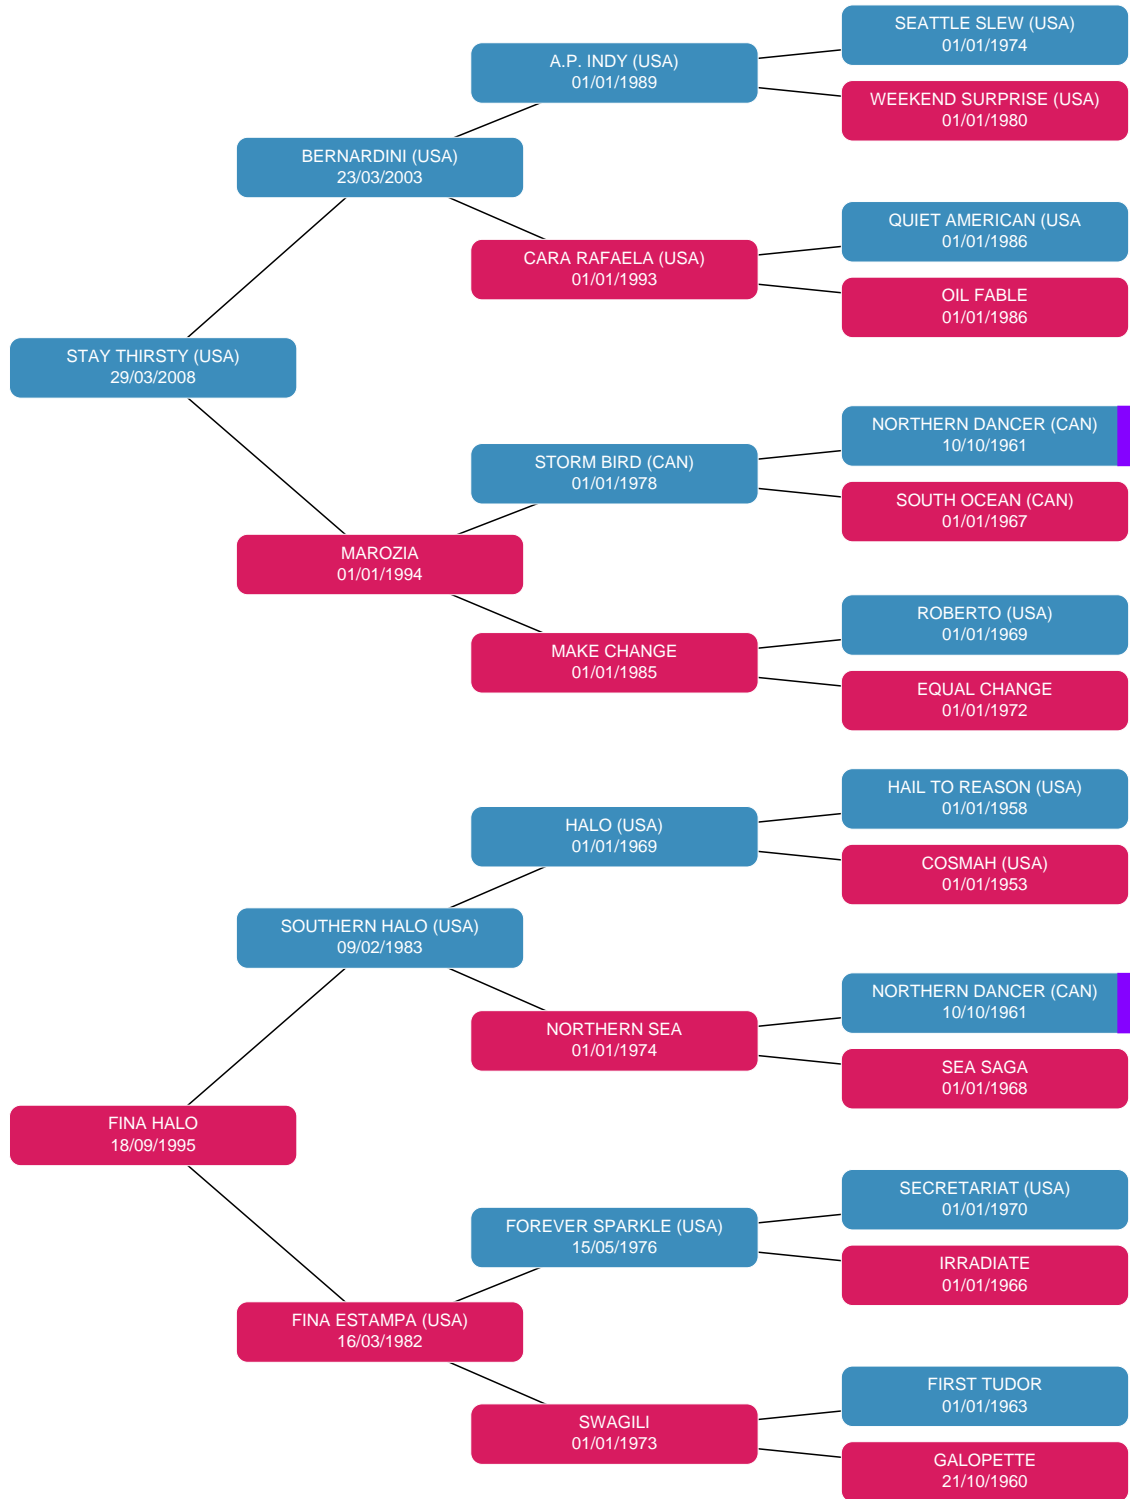 SEATTLE SLEW (USA)
01/01/1974
A.P. INDY (USA)
01/01/1989
WEEKEND SURPRISE (USA)
01/01/1980
BERNARDINI (USA)
23/03/2003
QUIET AMERICAN (USA
01/01/1986
CARA RAFAELA (USA)
01/01/1993
OIL FABLE
01/01/1986
STAY THIRSTY (USA)
29/03/2008
NORTHERN DANCER (CAN)
10/10/1961
STORM BIRD (CAN)
01/01/1978
SOUTH OCEAN (CAN)
01/01/1967
MAROZIA
01/01/1994
ROBERTO (USA)
01/01/1969
MAKE CHANGE
01/01/1985
EQUAL CHANGE
01/01/1972
HAIL TO REASON (USA)
01/01/1958
HALO (USA)
01/01/1969
COSMAH (USA)
01/01/1953
SOUTHERN HALO (USA)
09/02/1983
NORTHERN DANCER (CAN)
10/10/1961
NORTHERN SEA
01/01/1974
SEA SAGA
01/01/1968
FINA HALO
18/09/1995
SECRETARIAT (USA)
01/01/1970
FOREVER SPARKLE (USA)
15/05/1976
IRRADIATE
01/01/1966
FINA ESTAMPA (USA)
16/03/1982
FIRST TUDOR
01/01/1963
SWAGILI
01/01/1973
GALOPETTE
21/10/1960